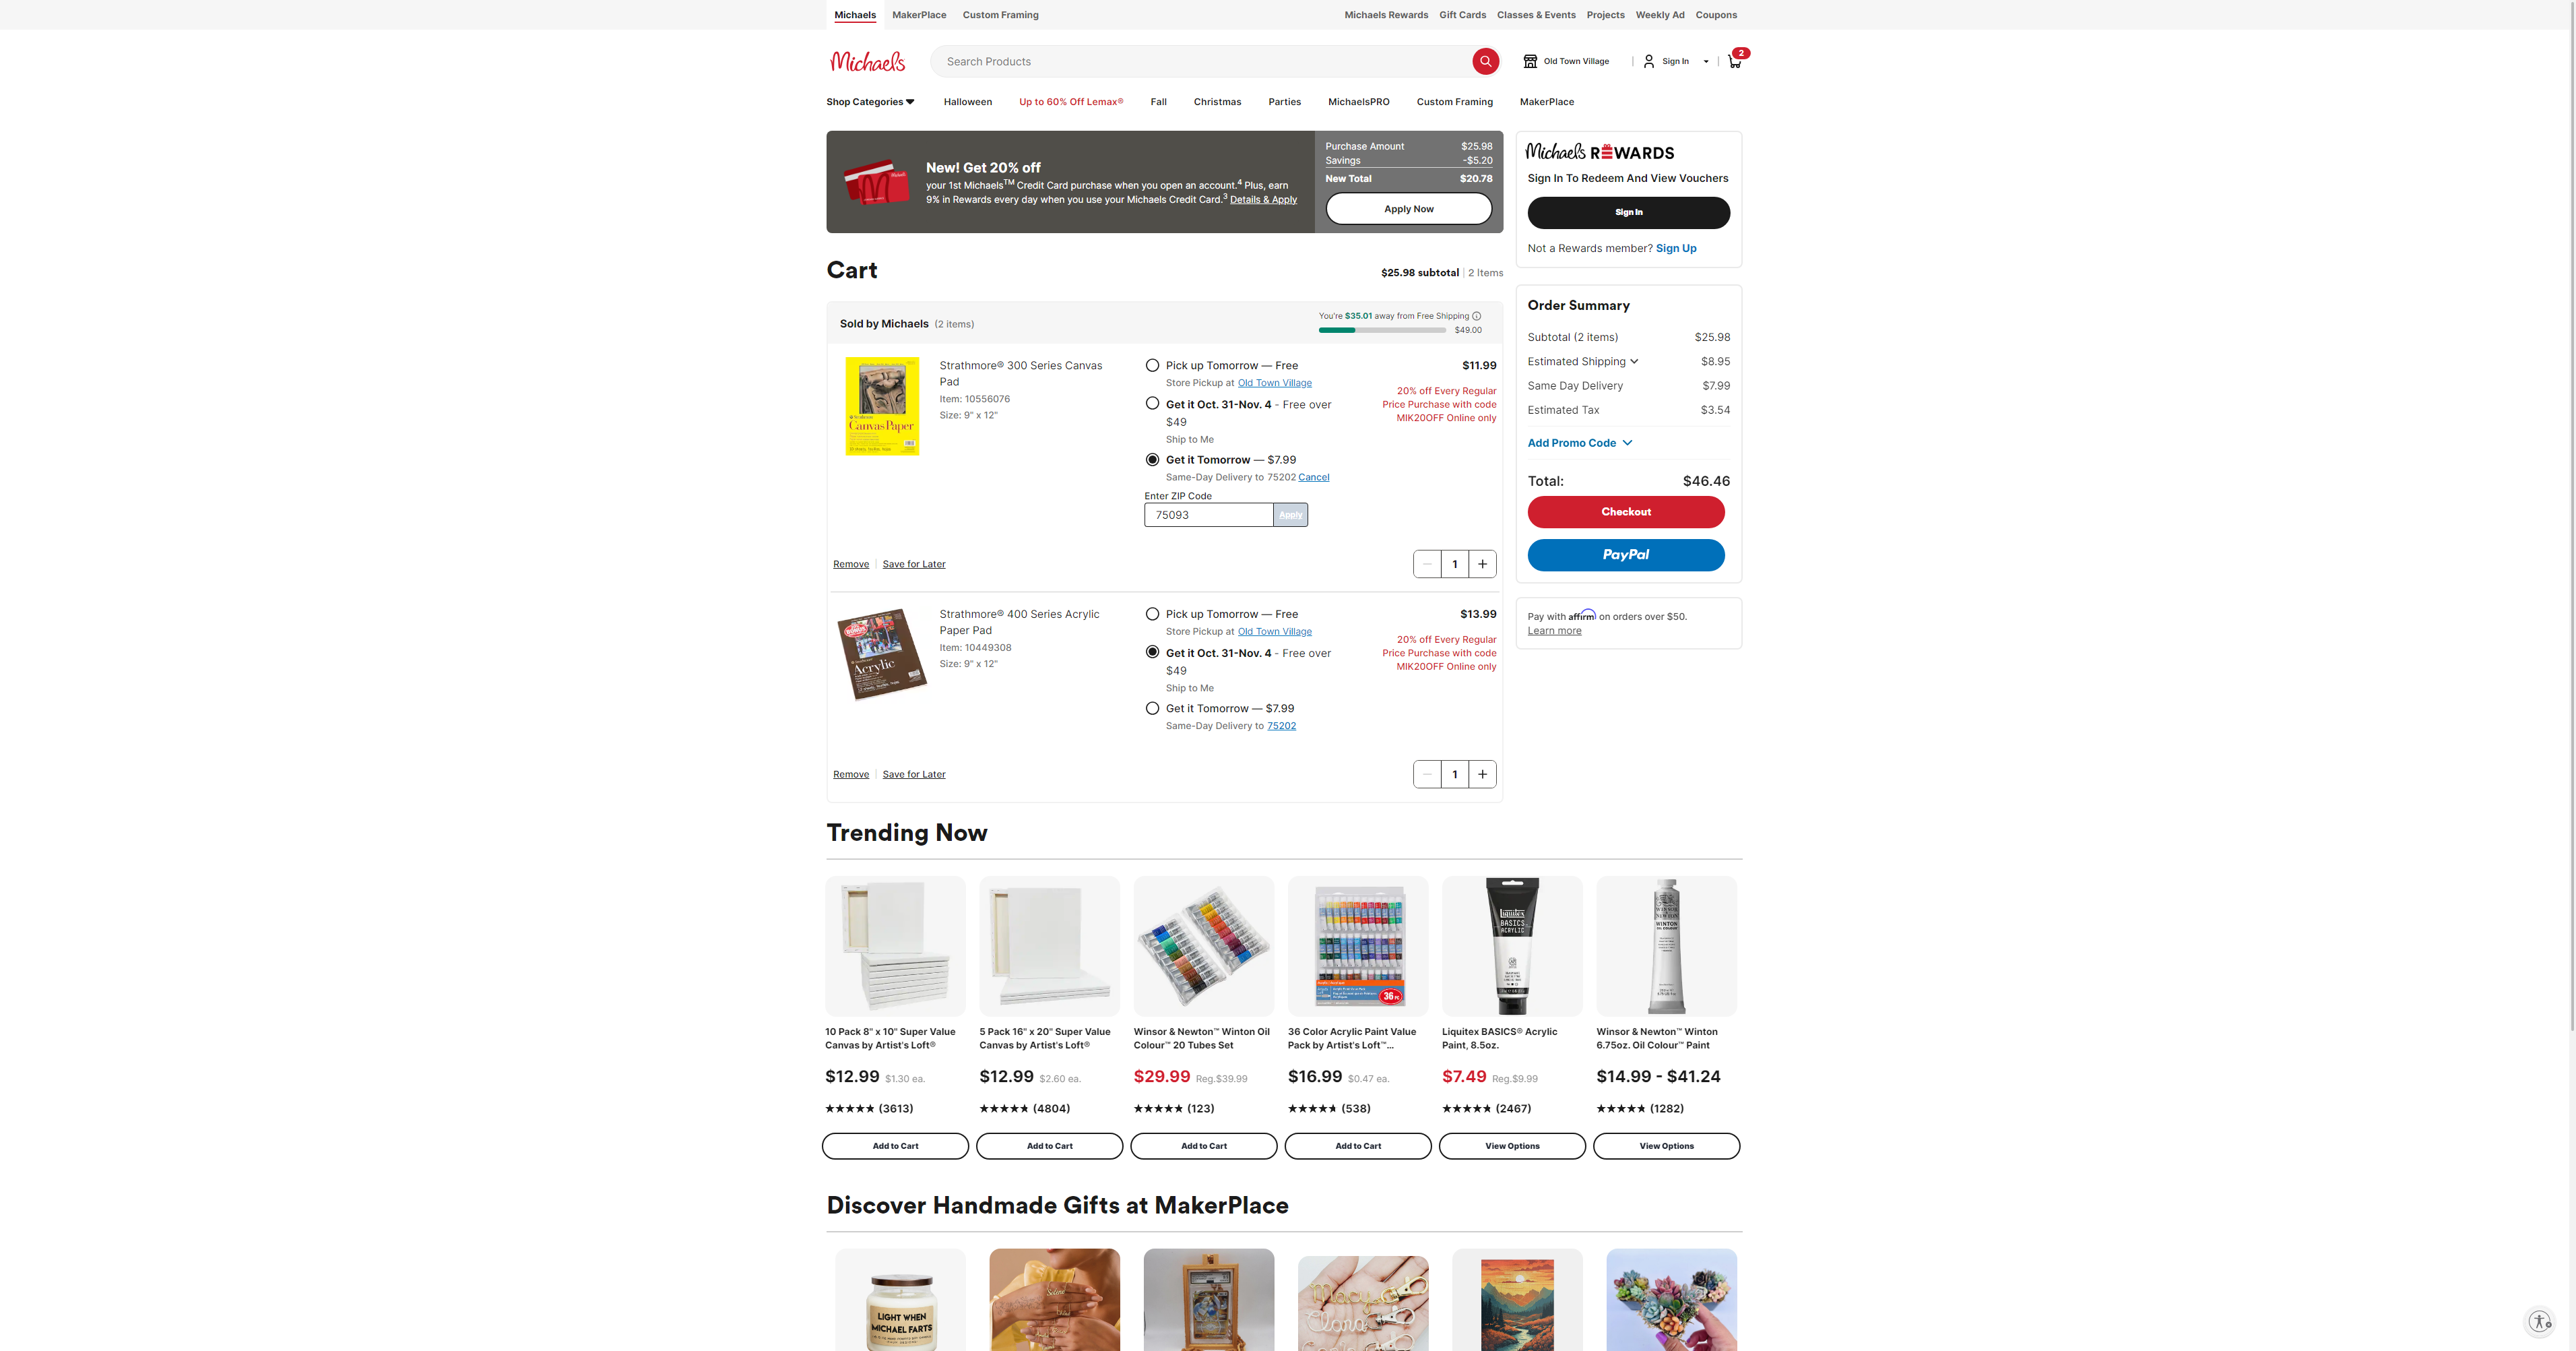 Michaels
MakerPlace
Custom Framing
Michaels Rewards
Gift Cards
Classes & Events
Projects
Weekly Ad
Coupons
Michaels
Search Products
Old Town Village
Sign In
2
Shop Categories
Halloween
Up to 60% Off Lemax®
Fall
Christmas
Parties
MichaelsPRO
Custom Framing
MakerPlace
New! Get 20% off
your 1st Michaels™ Credit Card purchase when you open an account.⁴ Plus, earn
9% in Rewards every day when you use your Michaels Credit Card.³ Details & Apply
Purchase Amount $25.98
Savings -$5.20
New Total $20.78
Apply Now
Michaels REWARDS
Sign In To Redeem And View Vouchers
Sign In
Not a Rewards member? Sign Up
Cart
$25.98 subtotal | 2 Items
Sold by Michaels (2 items)
You're $35.01 away from Free Shipping
$49.00
Strathmore® 300 Series Canvas
Pad
Item: 10556076
Size: 9" x 12"
Canvas Paper
Pick up Tomorrow — Free
Store Pickup at Old Town Village
Get it Oct. 31-Nov. 4 - Free over
$49
Ship to Me
Get it Tomorrow — $7.99
Same-Day Delivery to 75202 Cancel
Enter ZIP Code
75093
Apply
$11.99
20% off Every Regular
Price Purchase with code
MIK20OFF Online only
Remove | Save for Later
1
Strathmore® 400 Series Acrylic
Paper Pad
Item: 10449308
Size: 9" x 12"
BONUS
Acrylic
Pick up Tomorrow — Free
Store Pickup at Old Town Village
Get it Oct. 31-Nov. 4 - Free over
$49
Ship to Me
Get it Tomorrow — $7.99
Same-Day Delivery to 75202
$13.99
20% off Every Regular
Price Purchase with code
MIK20OFF Online only
Remove | Save for Later
1
Order Summary
Subtotal (2 items) $25.98
Estimated Shipping $8.95
Same Day Delivery $7.99
Estimated Tax $3.54
Add Promo Code
Total: $46.46
Checkout
PayPal
Pay with affirm on orders over $50.
Learn more
Trending Now
Liquitex
BASICS
ACRYLIC
WINTON
36 PC
10 Pack 8" x 10" Super Value
Canvas by Artist's Loft®
$12.99 $1.30 ea.
(3613)
Add to Cart
5 Pack 16" x 20" Super Value
Canvas by Artist's Loft®
$12.99 $2.60 ea.
(4804)
Add to Cart
Winsor & Newton™ Winton Oil
Colour™ 20 Tubes Set
$29.99 Reg.$39.99
(123)
Add to Cart
36 Color Acrylic Paint Value
Pack by Artist's Loft™...
$16.99 $0.47 ea.
(538)
Add to Cart
Liquitex BASICS® Acrylic
Paint, 8.5oz.
$7.49 Reg.$9.99
(2467)
View Options
Winsor & Newton™ Winton
6.75oz. Oil Colour™ Paint
$14.99 - $41.24
(1282)
View Options
Discover Handmade Gifts at MakerPlace
LIGHT WHEN
MICHAEL FARTS
Macy
Clara